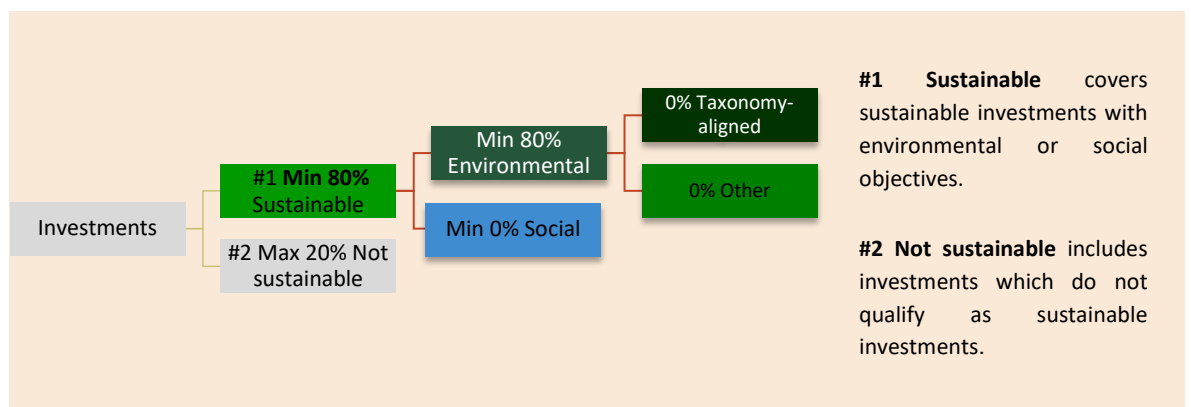 Investments
#1 Min 80%
Sustainable
#2 Max 20% Not
sustainable
Min 80%
Environmental
Min 0% Social
0% Taxonomy-
aligned
0% Other
#1 Sustainable covers
sustainable investments with
environmental or social
objectives.
#2 Not sustainable includes
investments which do not
qualify as sustainable
investments.